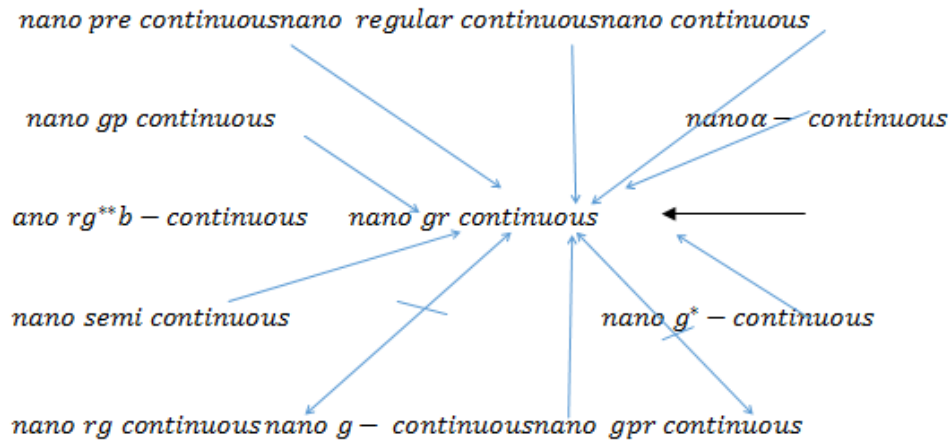 nano pre continuousnano regular continuousnano continuous
nano gp continuous nanoα − continuous
ano rg**b − continuous nano gr continuous
nano semi continuous nano g* − continuous
nano rg continuousnano g − continuousnano gpr continuous